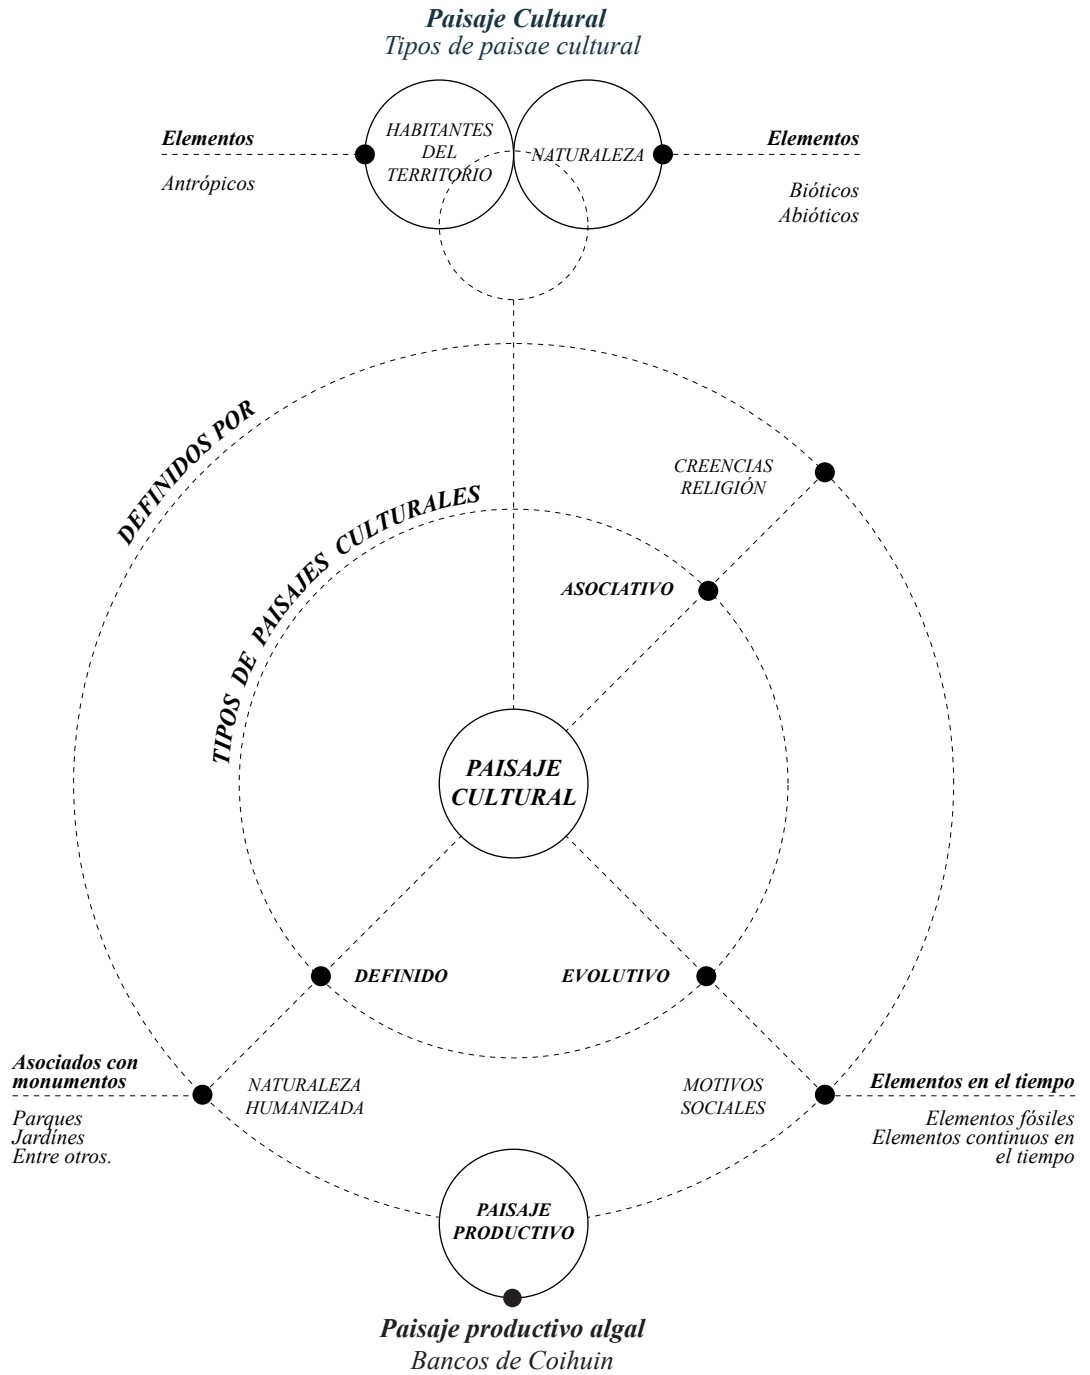 Paisaje Cultural
Tipos de paisae cultural
Elementos
Antrópicos
HABITANTES
DEL
TERRITORIO
NATURALEZA
Elementos
Bióticos
Abióticos
DEFINIDOS POR
TIPOS DE PAISAJES CULTURALES
CREENCIAS
RELIGIÓN
ASOCIATIVO
PAISAJE
CULTURAL
DEFINIDO
EVOLUTIVO
Asociados con
monumentos
Parques
Jardínes
Entre otros.
NATURALEZA
HUMANIZADA
MOTIVOS
SOCIALES
Elementos en el tiempo
Elementos fósiles
Elementos continuos en
el tiempo
PAISAJE
PRODUCTIVO
Paisaje productivo algal
Bancos de Coihuin